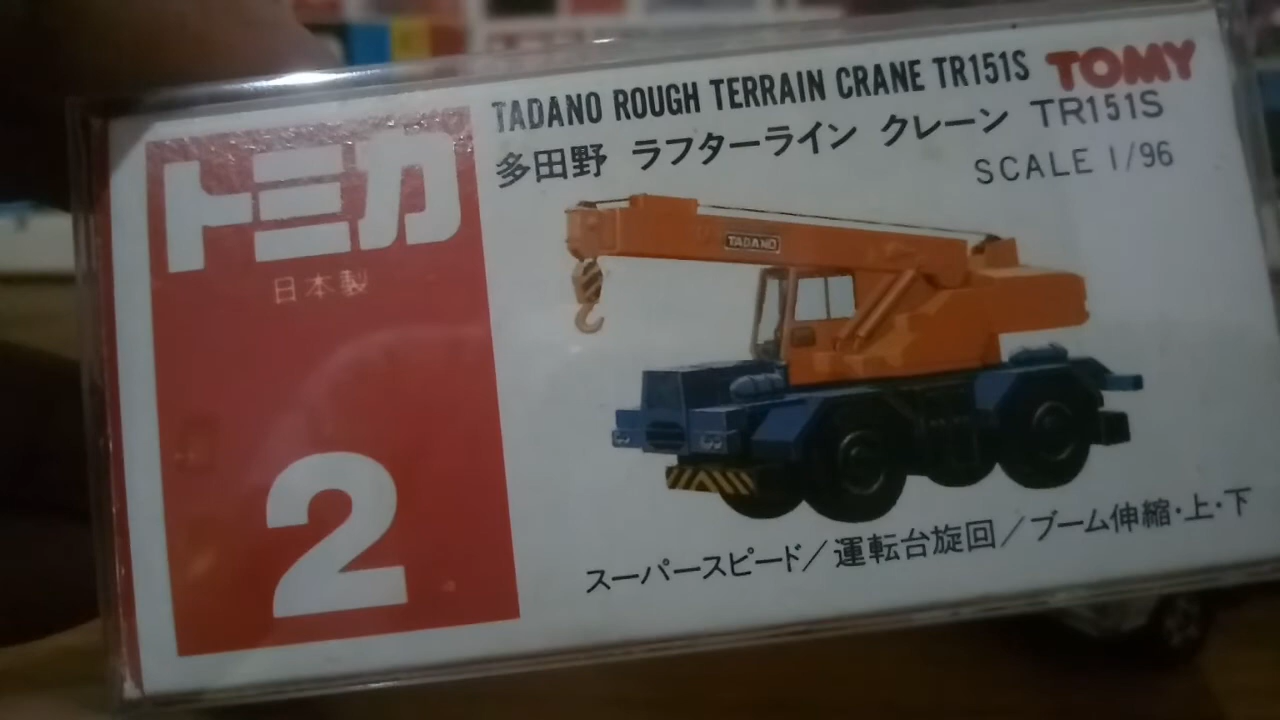 TADANO ROUGH TERRAIN CRANE TR151S TOMY
多田野 ラフターライン クレーン TR151S
SCALE 1/96
トミカ
日本製
2
TADANO
スーパースピード/運転台旋回/ブーム伸縮・上・下